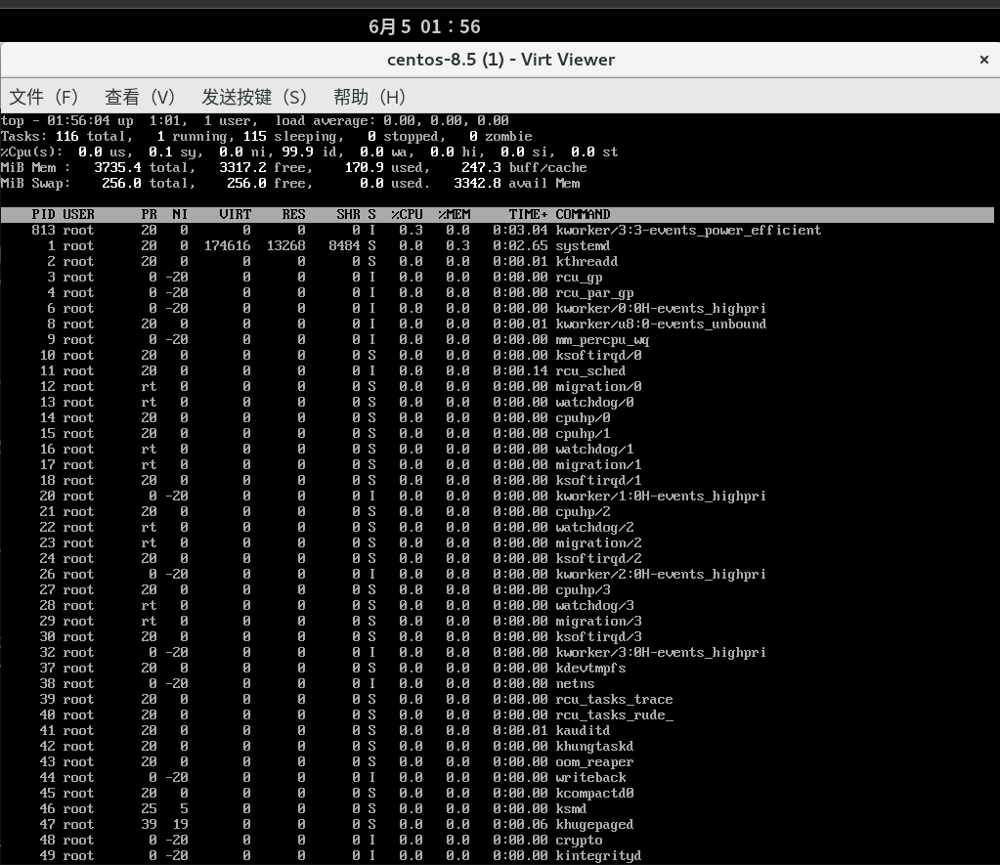 6月5 01：56
centos-8.5 (1) - Virt Viewer ×
文件（F） 查看（V） 发送按键（S） 帮助（H）
top - 01:56:04 up  1:01,  1 user,  load average: 0.00, 0.00, 0.00
Tasks: 116 total,   1 running, 115 sleeping,   0 stopped,   0 zombie
%Cpu(s):  0.0 us,  0.1 sy,  0.0 ni, 99.9 id,  0.0 wa,  0.0 hi,  0.0 si,  0.0 st
MiB Mem :   3735.4 total,   3317.2 free,    170.9 used,    247.3 buff/cache
MiB Swap:    256.0 total,    256.0 free,      0.0 used.   3342.8 avail Mem
PID USER      PR  NI    VIRT    RES    SHR S  %CPU  %MEM     TIME+ COMMAND
813 root      20   0       0      0      0 I   0.3   0.0   0:03.04 kworker/3:3-events_power_efficient
1 root      20   0  174616  13268   8484 S   0.0   0.3   0:02.65 systemd
2 root      20   0       0      0      0 S   0.0   0.0   0:00.01 kthreadd
3 root       0 -20       0      0      0 I   0.0   0.0   0:00.00 rcu_gp
4 root       0 -20       0      0      0 I   0.0   0.0   0:00.00 rcu_par_gp
6 root       0 -20       0      0      0 I   0.0   0.0   0:00.00 kworker/0:0H-events_highpri
8 root      20   0       0      0      0 I   0.0   0.0   0:00.01 kworker/u8:0-events_unbound
9 root       0 -20       0      0      0 I   0.0   0.0   0:00.00 mm_percpu_wq
10 root      20   0       0      0      0 S   0.0   0.0   0:00.00 ksoftirqd/0
11 root      20   0       0      0      0 I   0.0   0.0   0:00.14 rcu_sched
12 root      rt   0       0      0      0 S   0.0   0.0   0:00.00 migration/0
13 root      rt   0       0      0      0 S   0.0   0.0   0:00.00 watchdog/0
14 root      20   0       0      0      0 S   0.0   0.0   0:00.00 cpuhp/0
15 root      20   0       0      0      0 S   0.0   0.0   0:00.00 cpuhp/1
16 root      rt   0       0      0      0 S   0.0   0.0   0:00.00 watchdog/1
17 root      rt   0       0      0      0 S   0.0   0.0   0:00.00 migration/1
18 root      20   0       0      0      0 S   0.0   0.0   0:00.00 ksoftirqd/1
20 root       0 -20       0      0      0 I   0.0   0.0   0:00.00 kworker/1:0H-events_highpri
21 root      20   0       0      0      0 S   0.0   0.0   0:00.00 cpuhp/2
22 root      rt   0       0      0      0 S   0.0   0.0   0:00.00 watchdog/2
23 root      rt   0       0      0      0 S   0.0   0.0   0:00.00 migration/2
24 root      20   0       0      0      0 S   0.0   0.0   0:00.00 ksoftirqd/2
26 root       0 -20       0      0      0 I   0.0   0.0   0:00.00 kworker/2:0H-events_highpri
27 root      20   0       0      0      0 S   0.0   0.0   0:00.00 cpuhp/3
28 root      rt   0       0      0      0 S   0.0   0.0   0:00.00 watchdog/3
29 root      rt   0       0      0      0 S   0.0   0.0   0:00.00 migration/3
30 root      20   0       0      0      0 S   0.0   0.0   0:00.00 ksoftirqd/3
32 root       0 -20       0      0      0 I   0.0   0.0   0:00.00 kworker/3:0H-events_highpri
37 root      20   0       0      0      0 S   0.0   0.0   0:00.00 kdevtmpfs
38 root       0 -20       0      0      0 I   0.0   0.0   0:00.00 netns
39 root      20   0       0      0      0 S   0.0   0.0   0:00.00 rcu_tasks_trace
40 root      20   0       0      0      0 S   0.0   0.0   0:00.00 rcu_tasks_rude_
41 root      20   0       0      0      0 S   0.0   0.0   0:00.01 kauditd
42 root      20   0       0      0      0 S   0.0   0.0   0:00.00 khungtaskd
43 root      20   0       0      0      0 S   0.0   0.0   0:00.00 oom_reaper
44 root       0 -20       0      0      0 I   0.0   0.0   0:00.00 writeback
45 root      20   0       0      0      0 S   0.0   0.0   0:00.00 kcompactd0
46 root      25   5       0      0      0 S   0.0   0.0   0:00.00 ksmd
47 root      39  19       0      0      0 S   0.0   0.0   0:00.06 khugepaged
48 root       0 -20       0      0      0 I   0.0   0.0   0:00.00 crypto
49 root       0 -20       0      0      0 I   0.0   0.0   0:00.00 kintegrityd